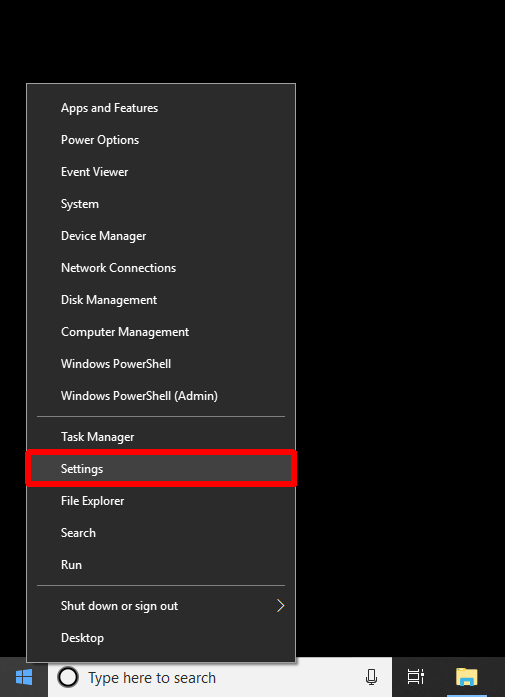 Apps and Features
Power Options
Event Viewer
System
Device Manager
Network Connections
Disk Management
Computer Management
Windows PowerShell
Windows PowerShell (Admin)
Task Manager
Settings
File Explorer
Search
Run
Shut down or sign out
Desktop
Type here to search